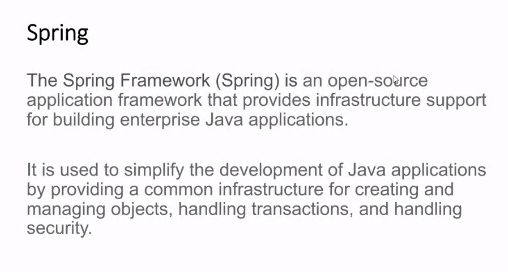 Spring
The Spring Framework (Spring) is an open-source
application framework that provides infrastructure support
for building enterprise Java applications.
It is used to simplify the development of Java applications
by providing a common infrastructure for creating and
managing objects, handling transactions, and handling
security.